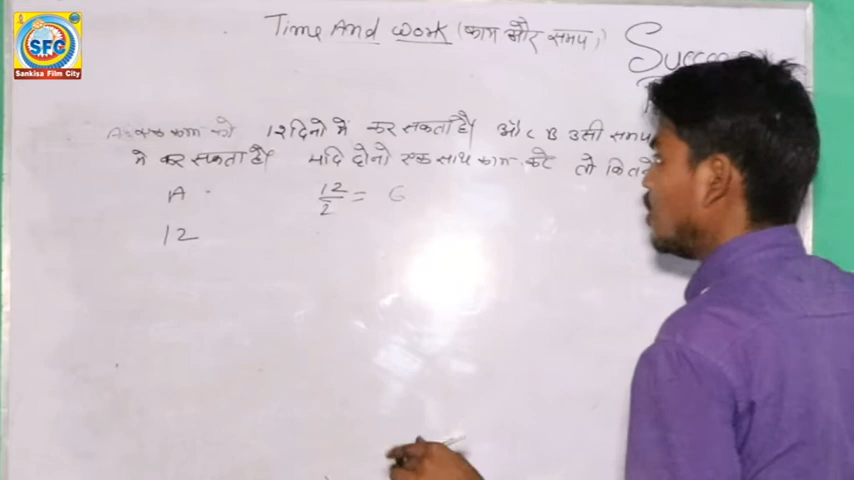 SFC
Sankisa Film City
Time And Work (काम और समय)
Success
A एक काम को 12 दिनो में कर सकता है। और B उसी समय
मे कर सकता है। यदि दोनो एक साथ काम करे तो कितने
A 12/2 = 6
12